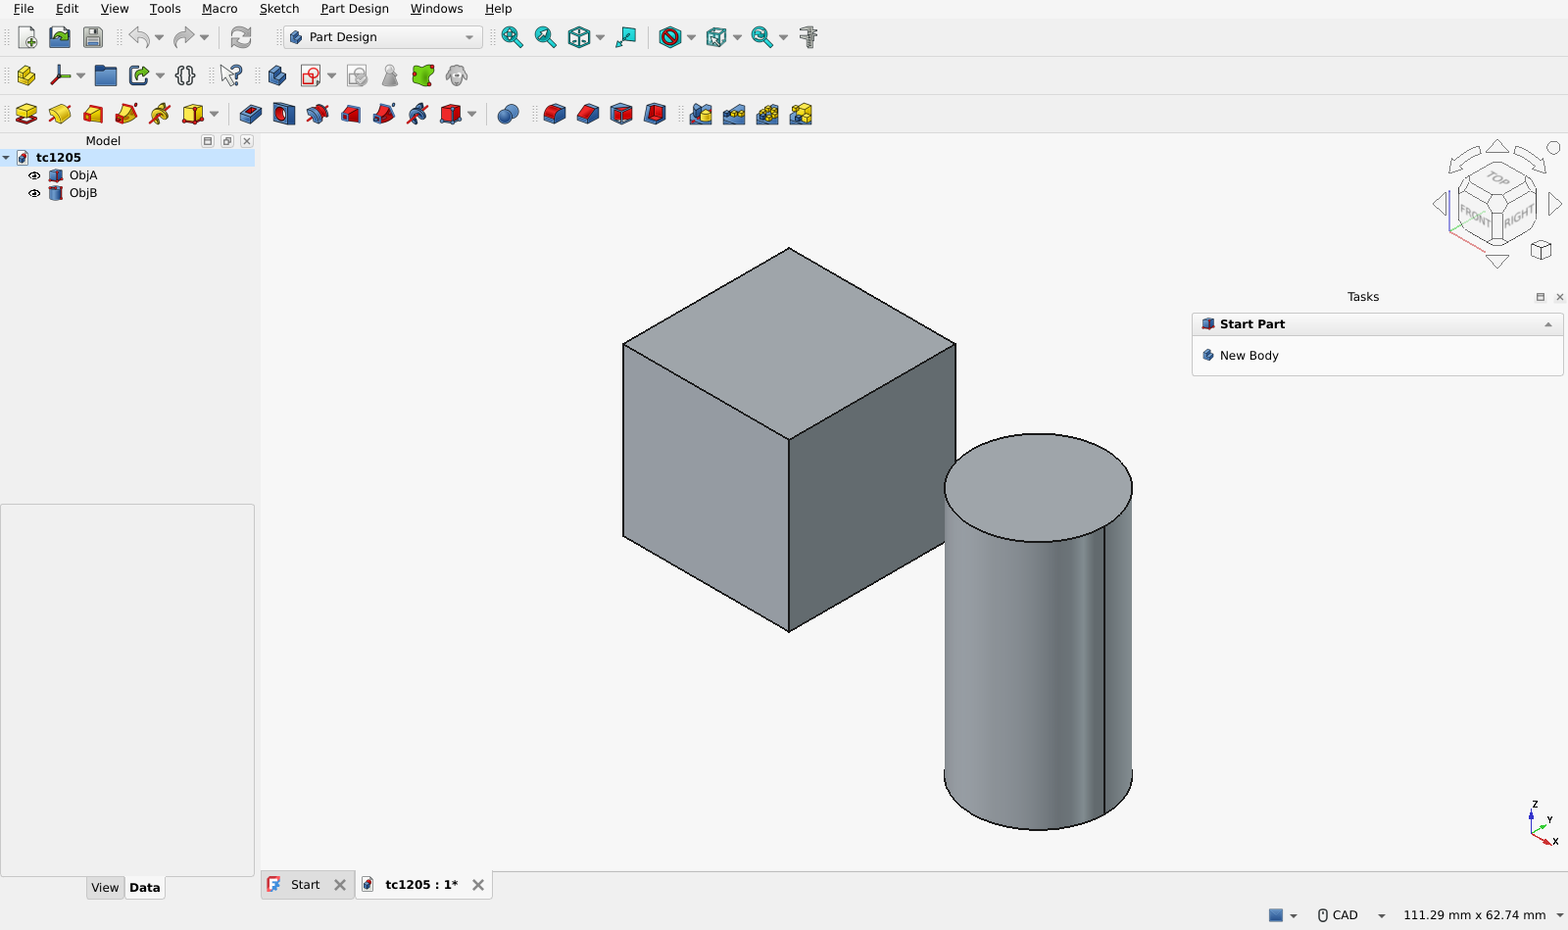 File Edit View Tools Macro Sketch Part Design Windows Help
Part Design
Model
tc1205
ObjA
ObjB
TOP
FRONT
RIGHT
Tasks
Start Part
New Body
Z
Y
X
View Data
Start
tc1205 : 1*
CAD
111.29 mm x 62.74 mm